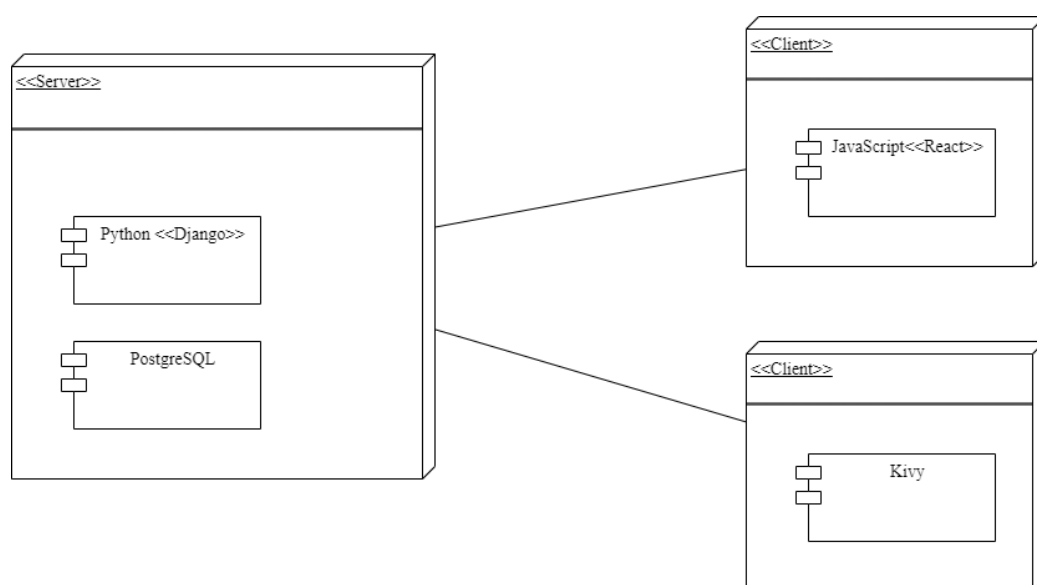 <<Server>>
Python <<Django>>
PostgreSQL
<<Client>>
JavaScript<<React>>
<<Client>>
Kivy